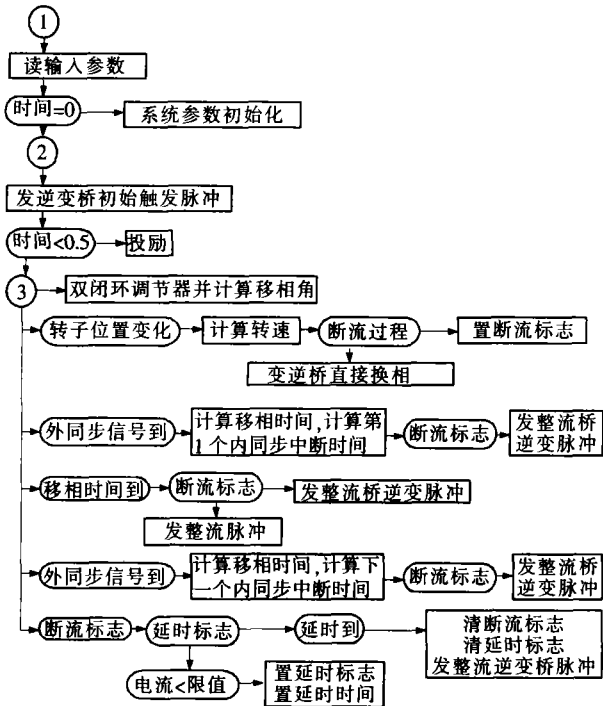 1
读输入参数
时间=0
系统参数初始化
2
发逆变桥初始触发脉冲
时间<0.5
投励
3
双闭环调节器并计算移相角
转子位置变化
计算转速
断流过程
置断流标志
变逆桥直接换相
外同步信号到
计算移相时间,计算第
1个内同步中断时间
断流标志
发整流桥
逆变脉冲
移相时间到
断流标志
发整流桥逆变脉冲
发整流脉冲
外同步信号到
计算移相时间,计算下
一个内同步中断时间
断流标志
发整流桥
逆变脉冲
断流标志
延时标志
延时到
清断流标志
清延时标志
发整流逆变桥脉冲
电流<限值
置延时标志
置延时时间